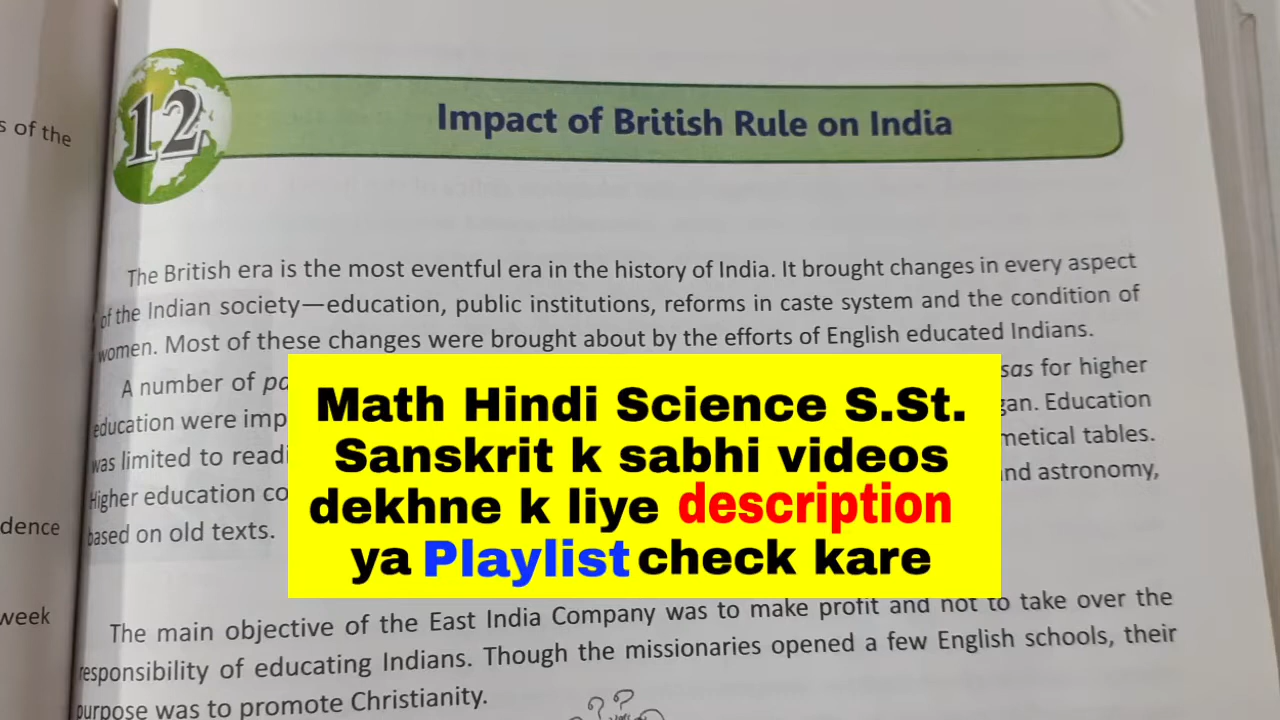 s of the
dence
week
12
Impact of British Rule on India
The British era is the most eventful era in the history of India. It brought changes in every aspect
of the Indian society—education, public institutions, reforms in caste system and the condition of
women. Most of these changes were brought about by the efforts of English educated Indians.
A number of sas for higher
education were gan. Education
was limited to metical tables.
Higher education nd astronomy,
based on old texts.
Math Hindi Science S.St.
Sanskrit k sabhi videos
dekhne k liye description
ya Playlist check kare
The main objective of the East India Company was to make profit and not to take over the
responsibility of educating Indians. Though the missionaries opened a few English schools, their
purpose was to promote Christianity.
? ?